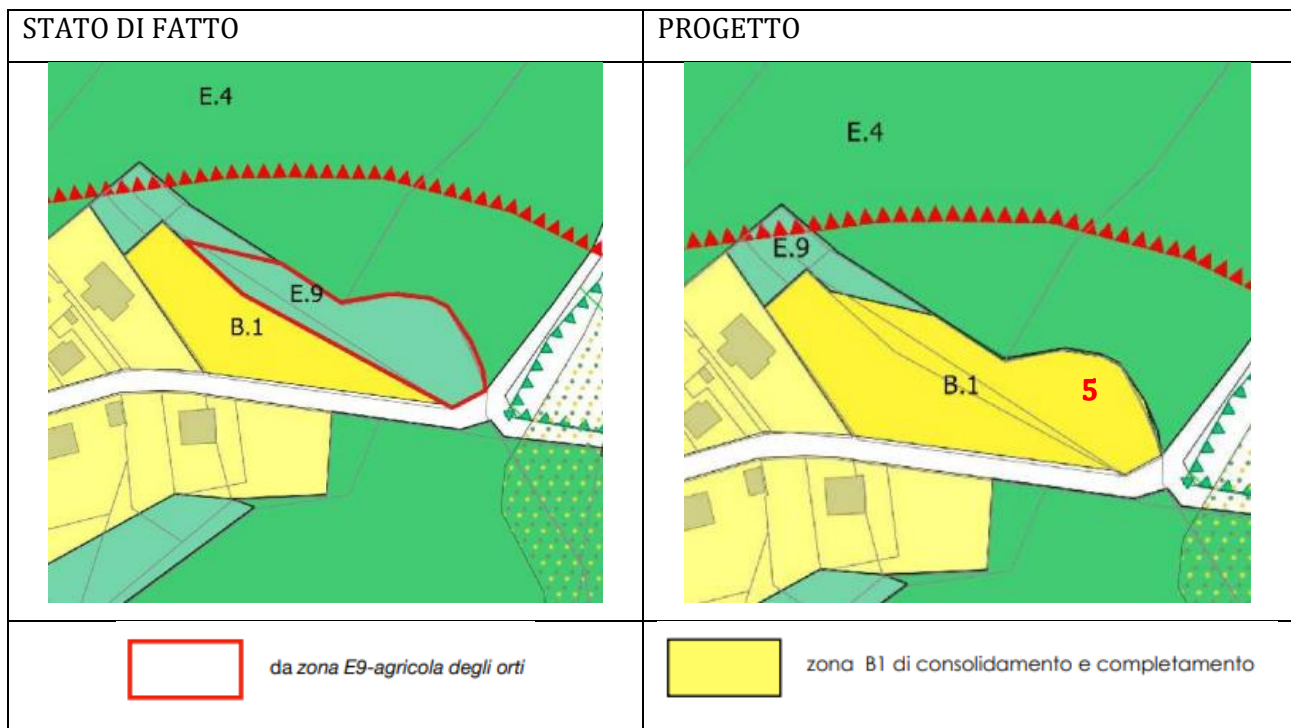 STATO DI FATTO
PROGETTO
E.4
E.9
B.1
E.4
E.9
B.1
5
da zona E9-agricola degli orti
zona B1 di consolidamento e completamento